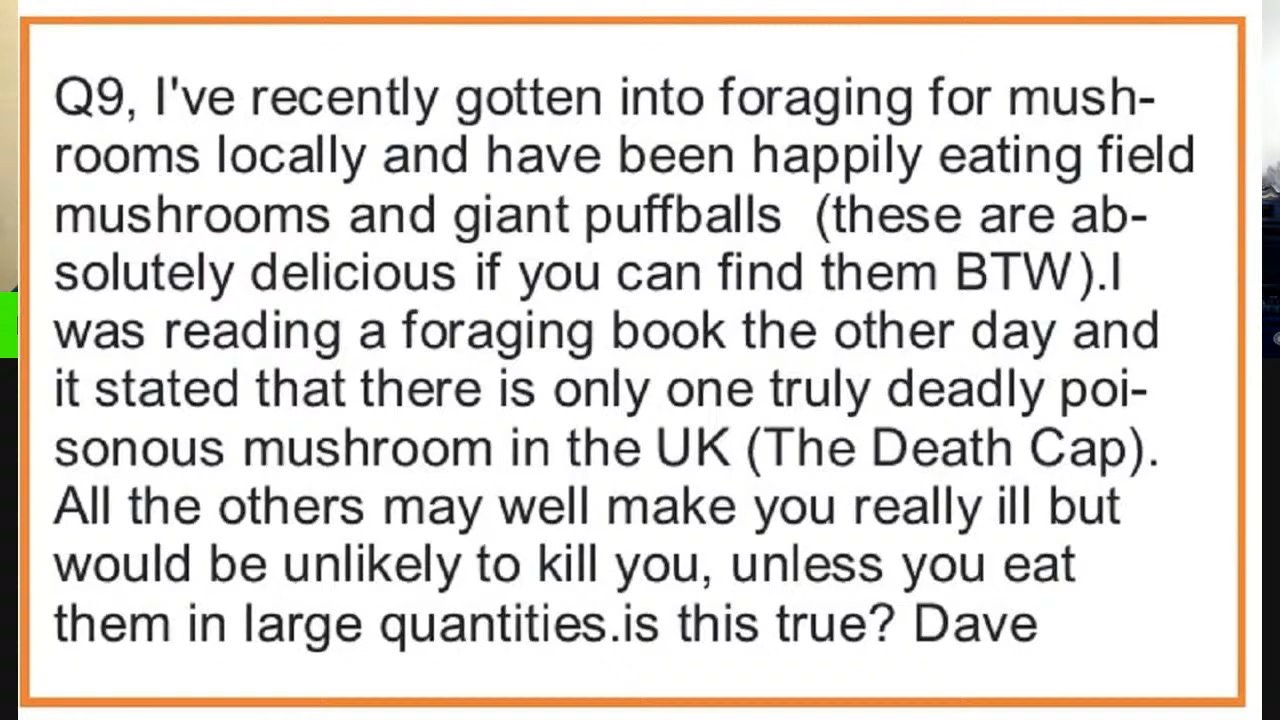 Q9, I've recently gotten into foraging for mush-
rooms locally and have been happily eating field
mushrooms and giant puffballs  (these are ab-
solutely delicious if you can find them BTW).I
was reading a foraging book the other day and
it stated that there is only one truly deadly poi-
sonous mushroom in the UK (The Death Cap).
All the others may well make you really ill but
would be unlikely to kill you, unless you eat
them in large quantities.is this true? Dave